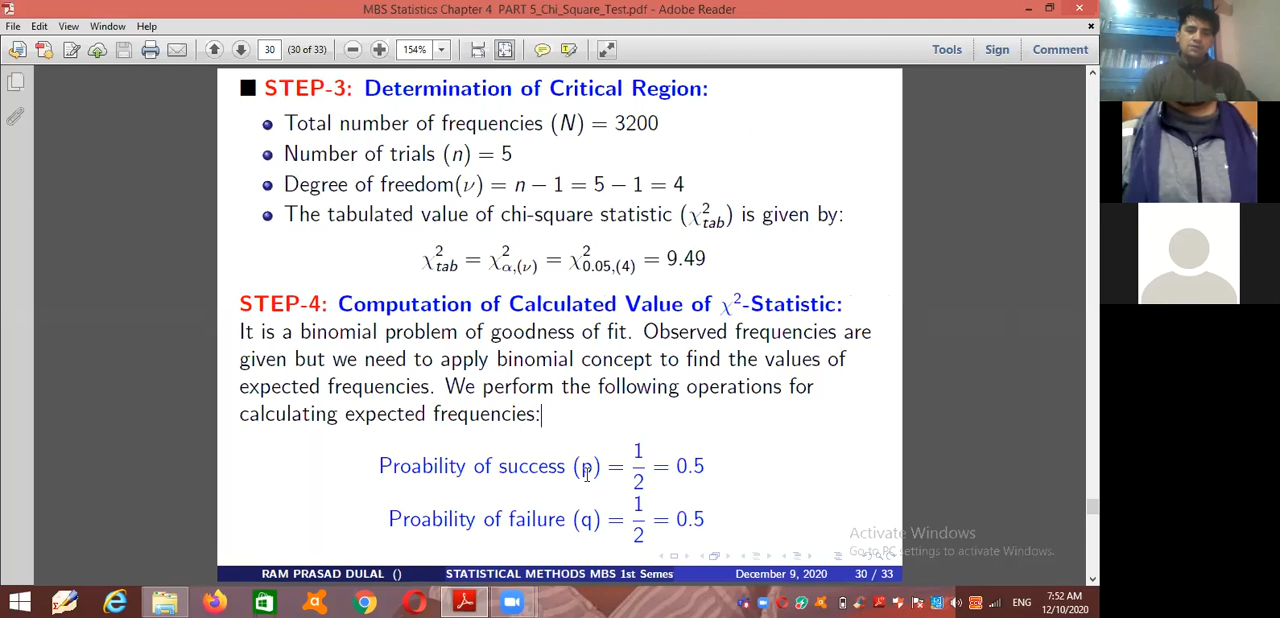 MBS Statistics Chapter 4 PART 5_Chi_Square_Test.pdf - Adobe Reader
File Edit View Window Help
30 (30 of 33) 154% Tools Sign Comment
■ STEP-3: Determination of Critical Region:
● Total number of frequencies (N) = 3200
● Number of trials (n) = 5
● Degree of freedom(ν) = n − 1 = 5 − 1 = 4
● The tabulated value of chi-square statistic (χ²_tab) is given by:
χ²_tab = χ²_α,(ν) = χ²_0.05,(4) = 9.49
STEP-4: Computation of Calculated Value of χ²-Statistic:
It is a binomial problem of goodness of fit. Observed frequencies are
given but we need to apply binomial concept to find the values of
expected frequencies. We perform the following operations for
calculating expected frequencies:
Proability of success (p) = 1/2 = 0.5
Proability of failure (q) = 1/2 = 0.5
Activate Windows
Go to PC settings to activate Windows.
RAM PRASAD DULAL () STATISTICAL METHODS MBS 1st Semes December 9, 2020 30 / 33
ENG 7:52 AM
12/10/2020